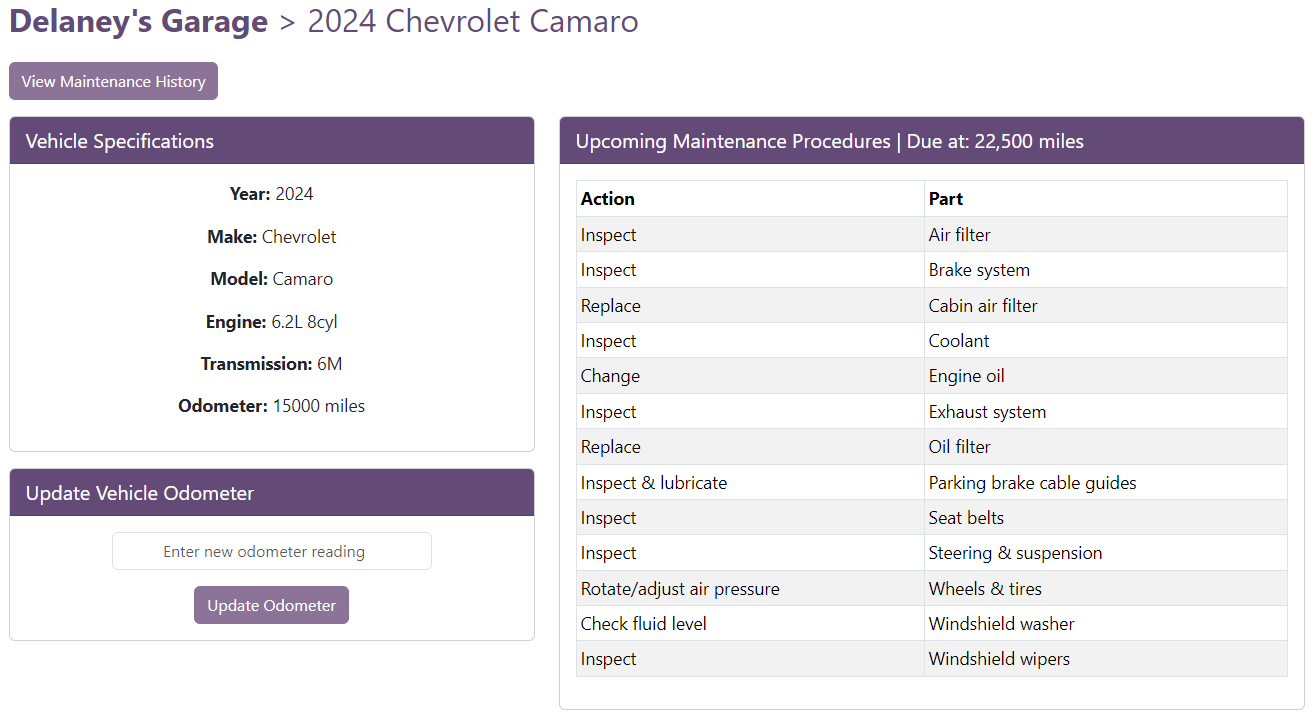 Delaney's Garage > 2024 Chevrolet Camaro
View Maintenance History
Vehicle Specifications
Year: 2024
Make: Chevrolet
Model: Camaro
Engine: 6.2L 8cyl
Transmission: 6M
Odometer: 15000 miles
Update Vehicle Odometer
Enter new odometer reading
Update Odometer
Upcoming Maintenance Procedures | Due at: 22,500 miles
Action Part
Inspect Air filter
Inspect Brake system
Replace Cabin air filter
Inspect Coolant
Change Engine oil
Inspect Exhaust system
Replace Oil filter
Inspect & lubricate Parking brake cable guides
Inspect Seat belts
Inspect Steering & suspension
Rotate/adjust air pressure Wheels & tires
Check fluid level Windshield washer
Inspect Windshield wipers